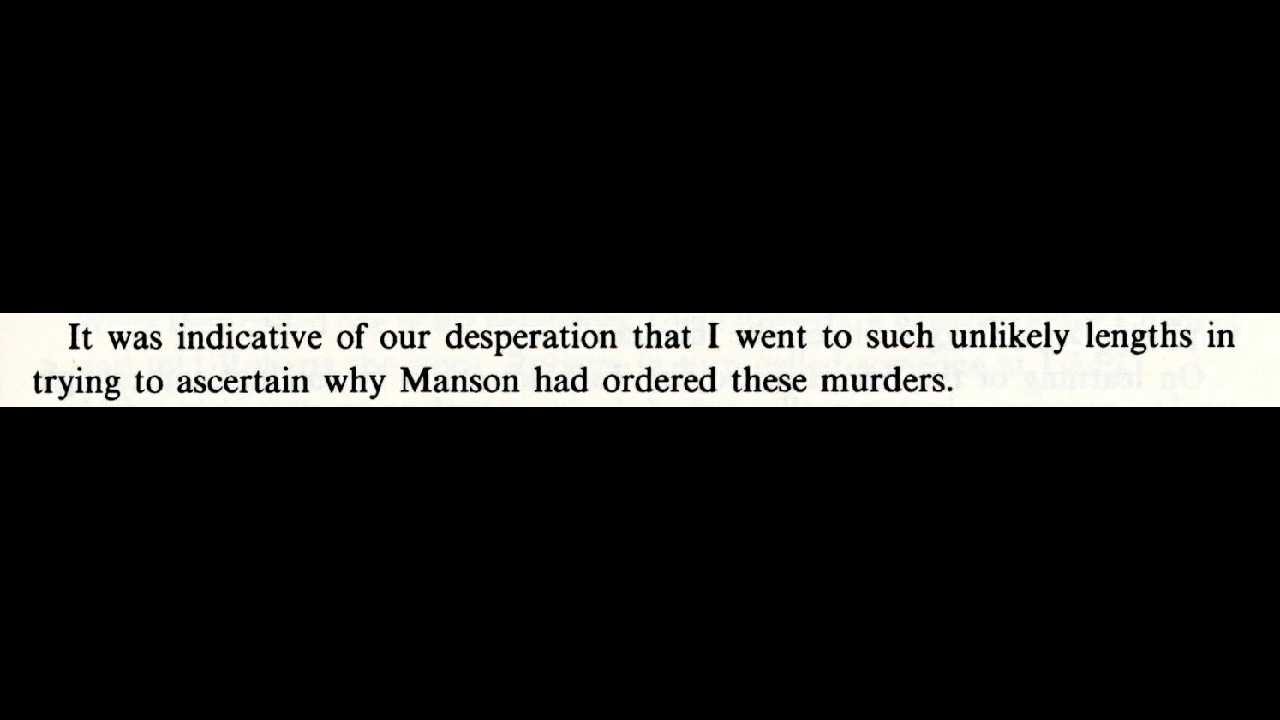 It was indicative of our desperation that I went to such unlikely lengths in
trying to ascertain why Manson had ordered these murders.